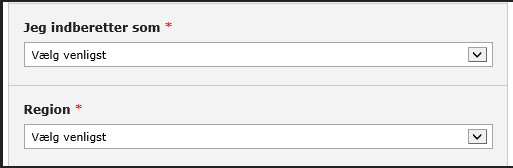 Jeg indberetter som *
Vælg venligst
Region *
Vælg venligst